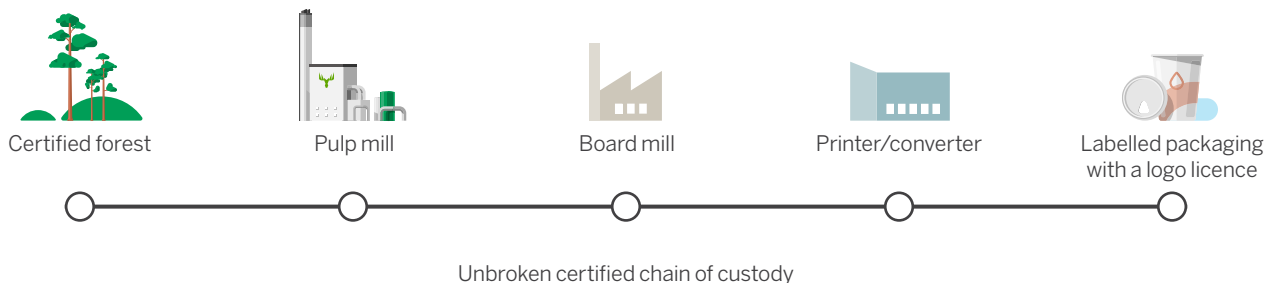 Certified forest
Pulp mill
Board mill
Printer/converter
Labelled packaging
with a logo licence
Unbroken certified chain of custody